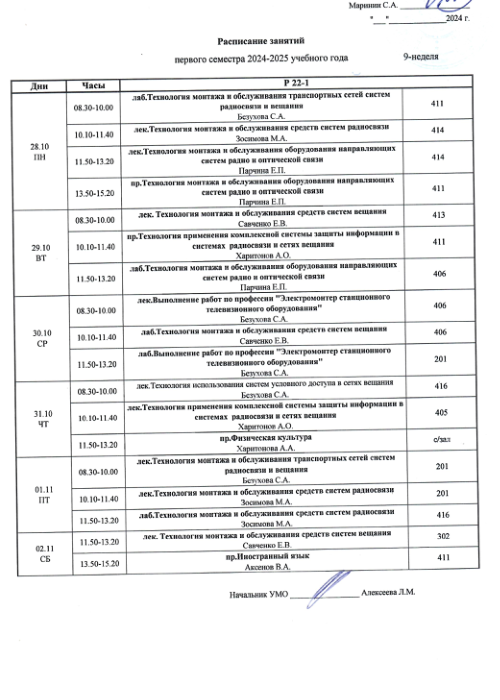 Маринин С.А.
"___"______________2024 г.
Расписание занятий
первого семестра 2024-2025 учебного года 9-неделя
Дни Часы Р 22-1
28.10
ПН
08.30-10.00 лаб.Технология монтажа и обслуживания транспортных сетей систем
радиосвязи и вещания
Безухова С.А. 411
10.10-11.40 лек.Технология монтажа и обслуживания средств систем радиосвязи
Зосимова М.А. 414
11.50-13.20 лек.Технология монтажа и обслуживания оборудования направляющих
систем радио и оптической связи
Парчина Е.П. 414
13.50-15.20 пр.Технология монтажа и обслуживания оборудования направляющих
систем радио и оптической связи
Парчина Е.П. 411
29.10
ВТ
08.30-10.00 лек. Технология монтажа и обслуживания средств систем вещания
Савченко Е.В. 413
10.10-11.40 пр.Технология применения комплексной системы защиты информации в
системах радиосвязи и сетях вещания
Харитонов А.О. 411
11.50-13.20 лаб.Технология монтажа и обслуживания оборудования направляющих
систем радио и оптической связи
Парчина Е.П. 406
30.10
СР
08.30-10.00 лек.Выполнение работ по профессии "Электромонтер станционного
телевизионного оборудования"
Безухова С.А. 406
10.10-11.40 лаб.Технология монтажа и обслуживания средств систем вещания
Савченко Е.В. 406
11.50-13.20 лаб.Выполнение работ по профессии "Электромонтер станционного
телевизионного оборудования"
Безухова С.А. 201
31.10
ЧТ
08.30-10.00 лек.Технология использования систем условного доступа в сетях вещания
Безухова С.А. 416
10.10-11.40 лек.Технология применения комплексной системы защиты информации в
системах радиосвязи и сетях вещания
Харитонов А.О. 405
11.50-13.20 пр.Физическая культура
Харитонова А.А. с/зал
01.11
ПТ
08.30-10.00 лек.Технология монтажа и обслуживания транспортных сетей систем
радиосвязи и вещания
Безухова С.А. 201
10.10-11.40 лек.Технология монтажа и обслуживания средств систем радиосвязи
Зосимова М.А. 201
11.50-13.20 лаб.Технология монтажа и обслуживания средств систем радиосвязи
Зосимова М.А. 416
02.11
СБ
11.50-13.20 лек. Технология монтажа и обслуживания средств систем вещания
Савченко Е.В. 302
13.50-15.20 пр.Иностранный язык
Аксенов В.А. 411
Начальник УМО ________________ Алексеева Л.М.